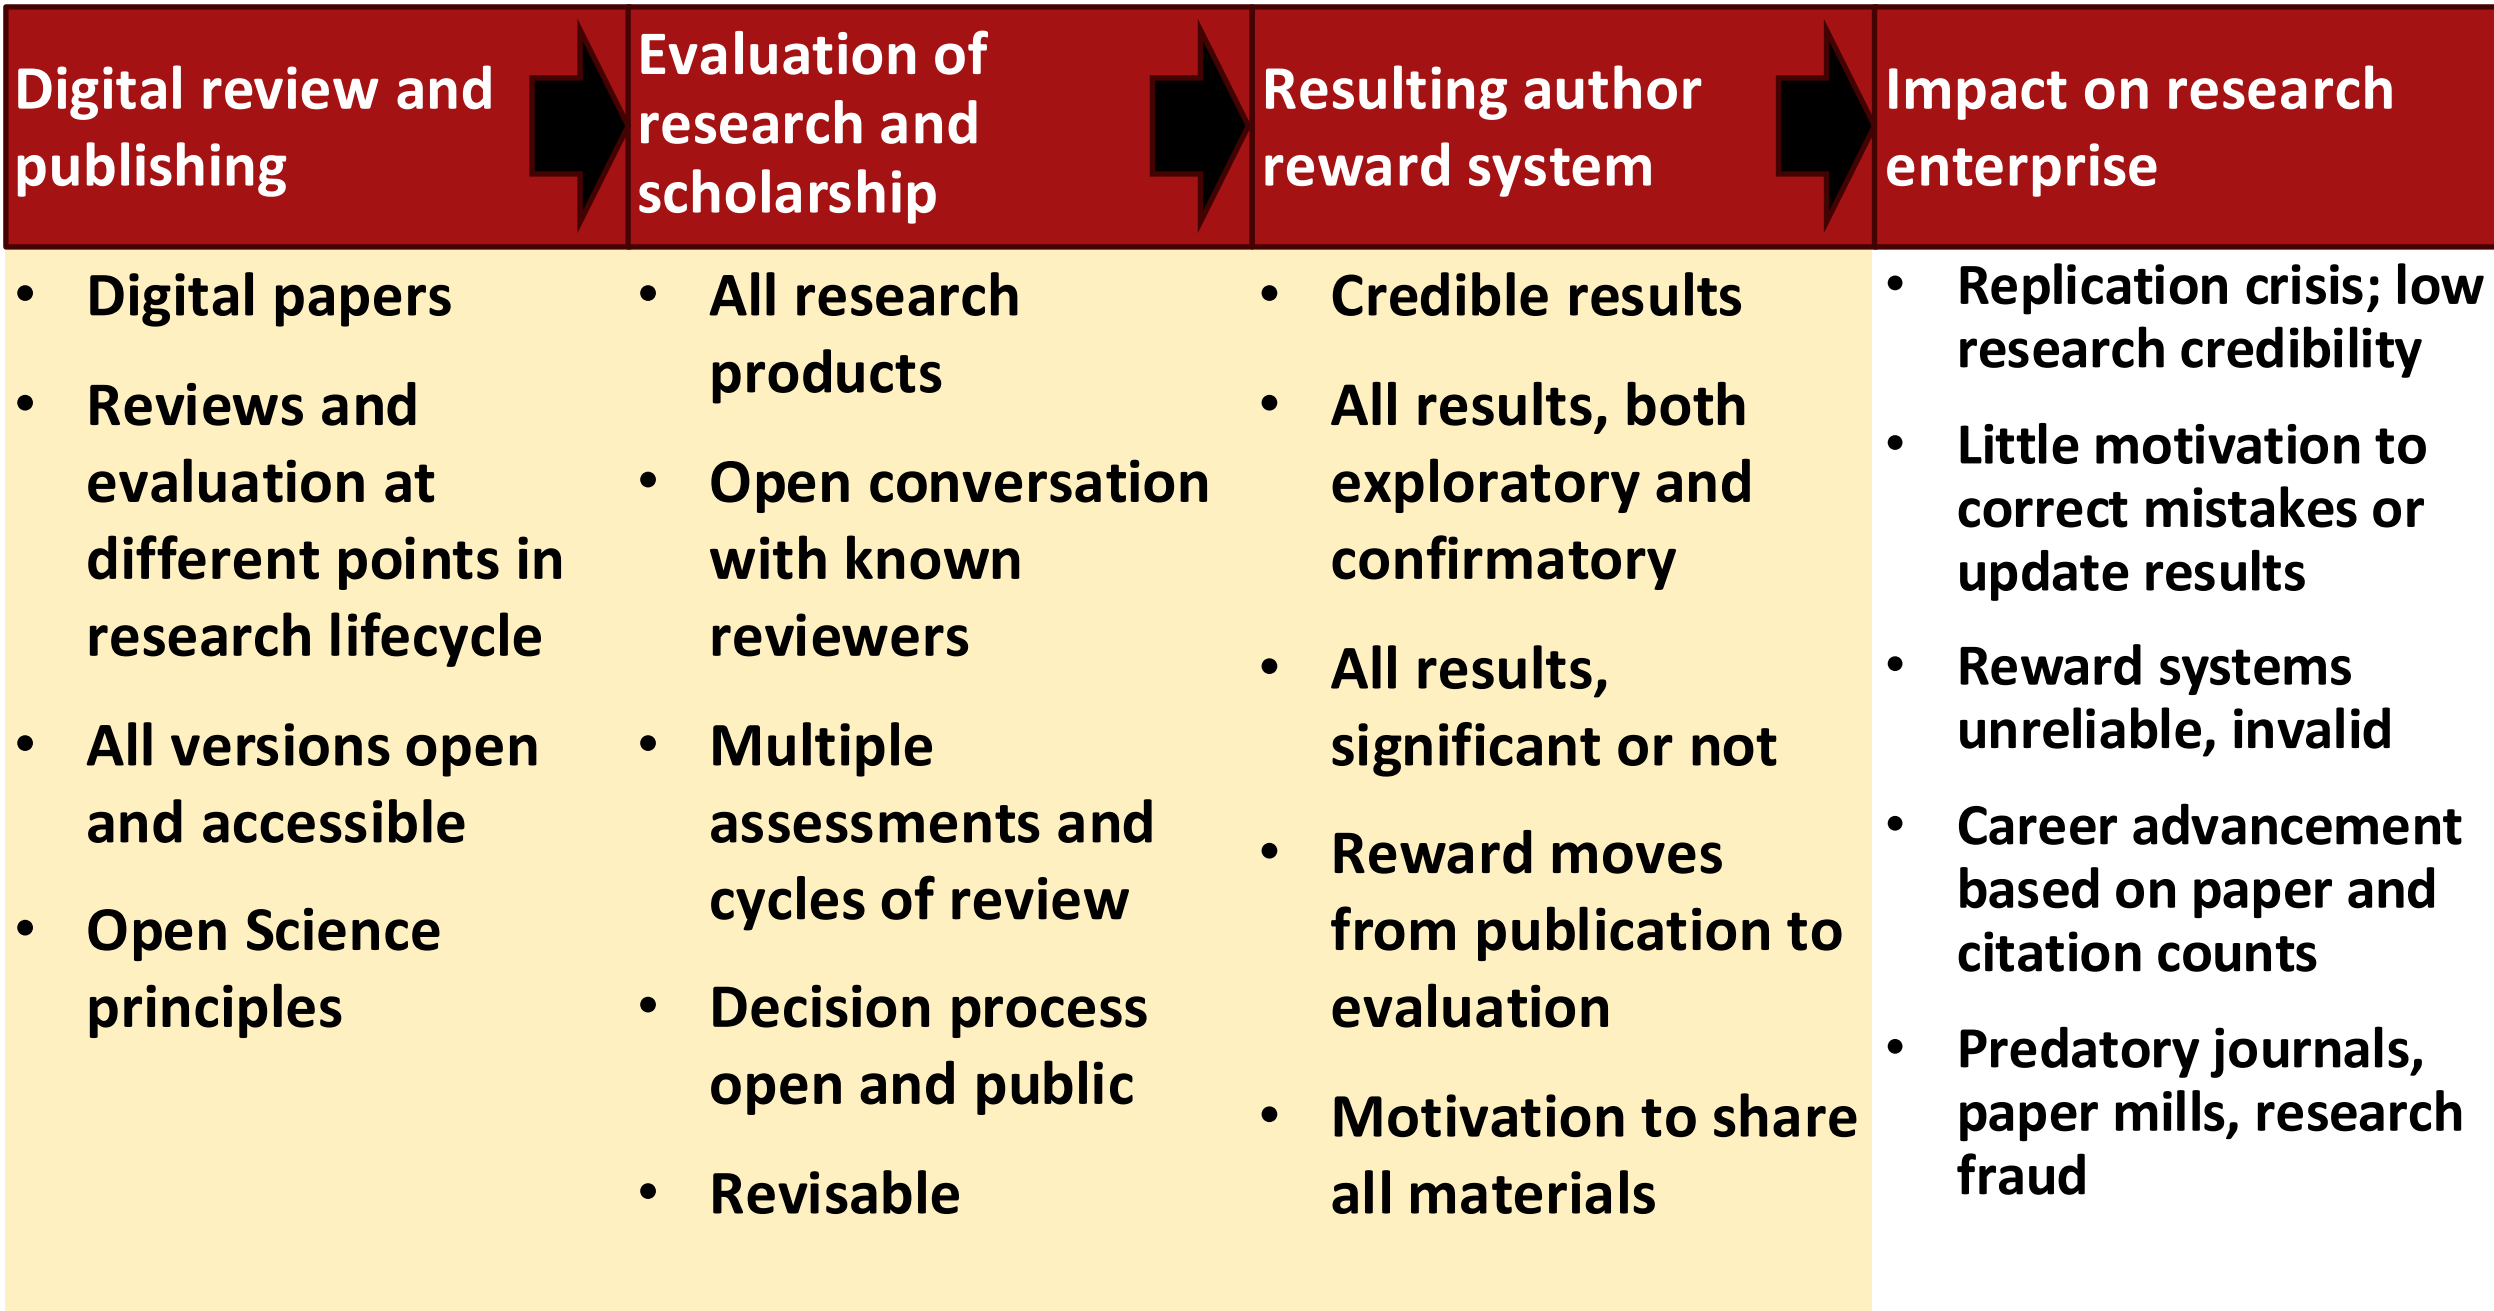 Digital review and
publishing
Evaluation of
research and
scholarship
Resulting author
reward system
Impact on research
enterprise
• Digital papers
• Reviews and
evaluation at
different points in
research lifecycle
• All versions open
and accessible
• Open Science
principles
• All research
products
• Open conversation
with known
reviewers
• Multiple
assessments and
cycles of review
• Decision process
open and public
• Revisable
• Credible results
• All results, both
exploratory and
confirmatory
• All results,
significant or not
• Reward moves
from publication to
evaluation
• Motivation to share
all materials
• Replication crisis; low
research credibility
• Little motivation to
correct mistakes or
update results
• Reward systems
unreliable, invalid
• Career advancement
based on paper and
citation counts
• Predatory journals,
paper mills, research
fraud